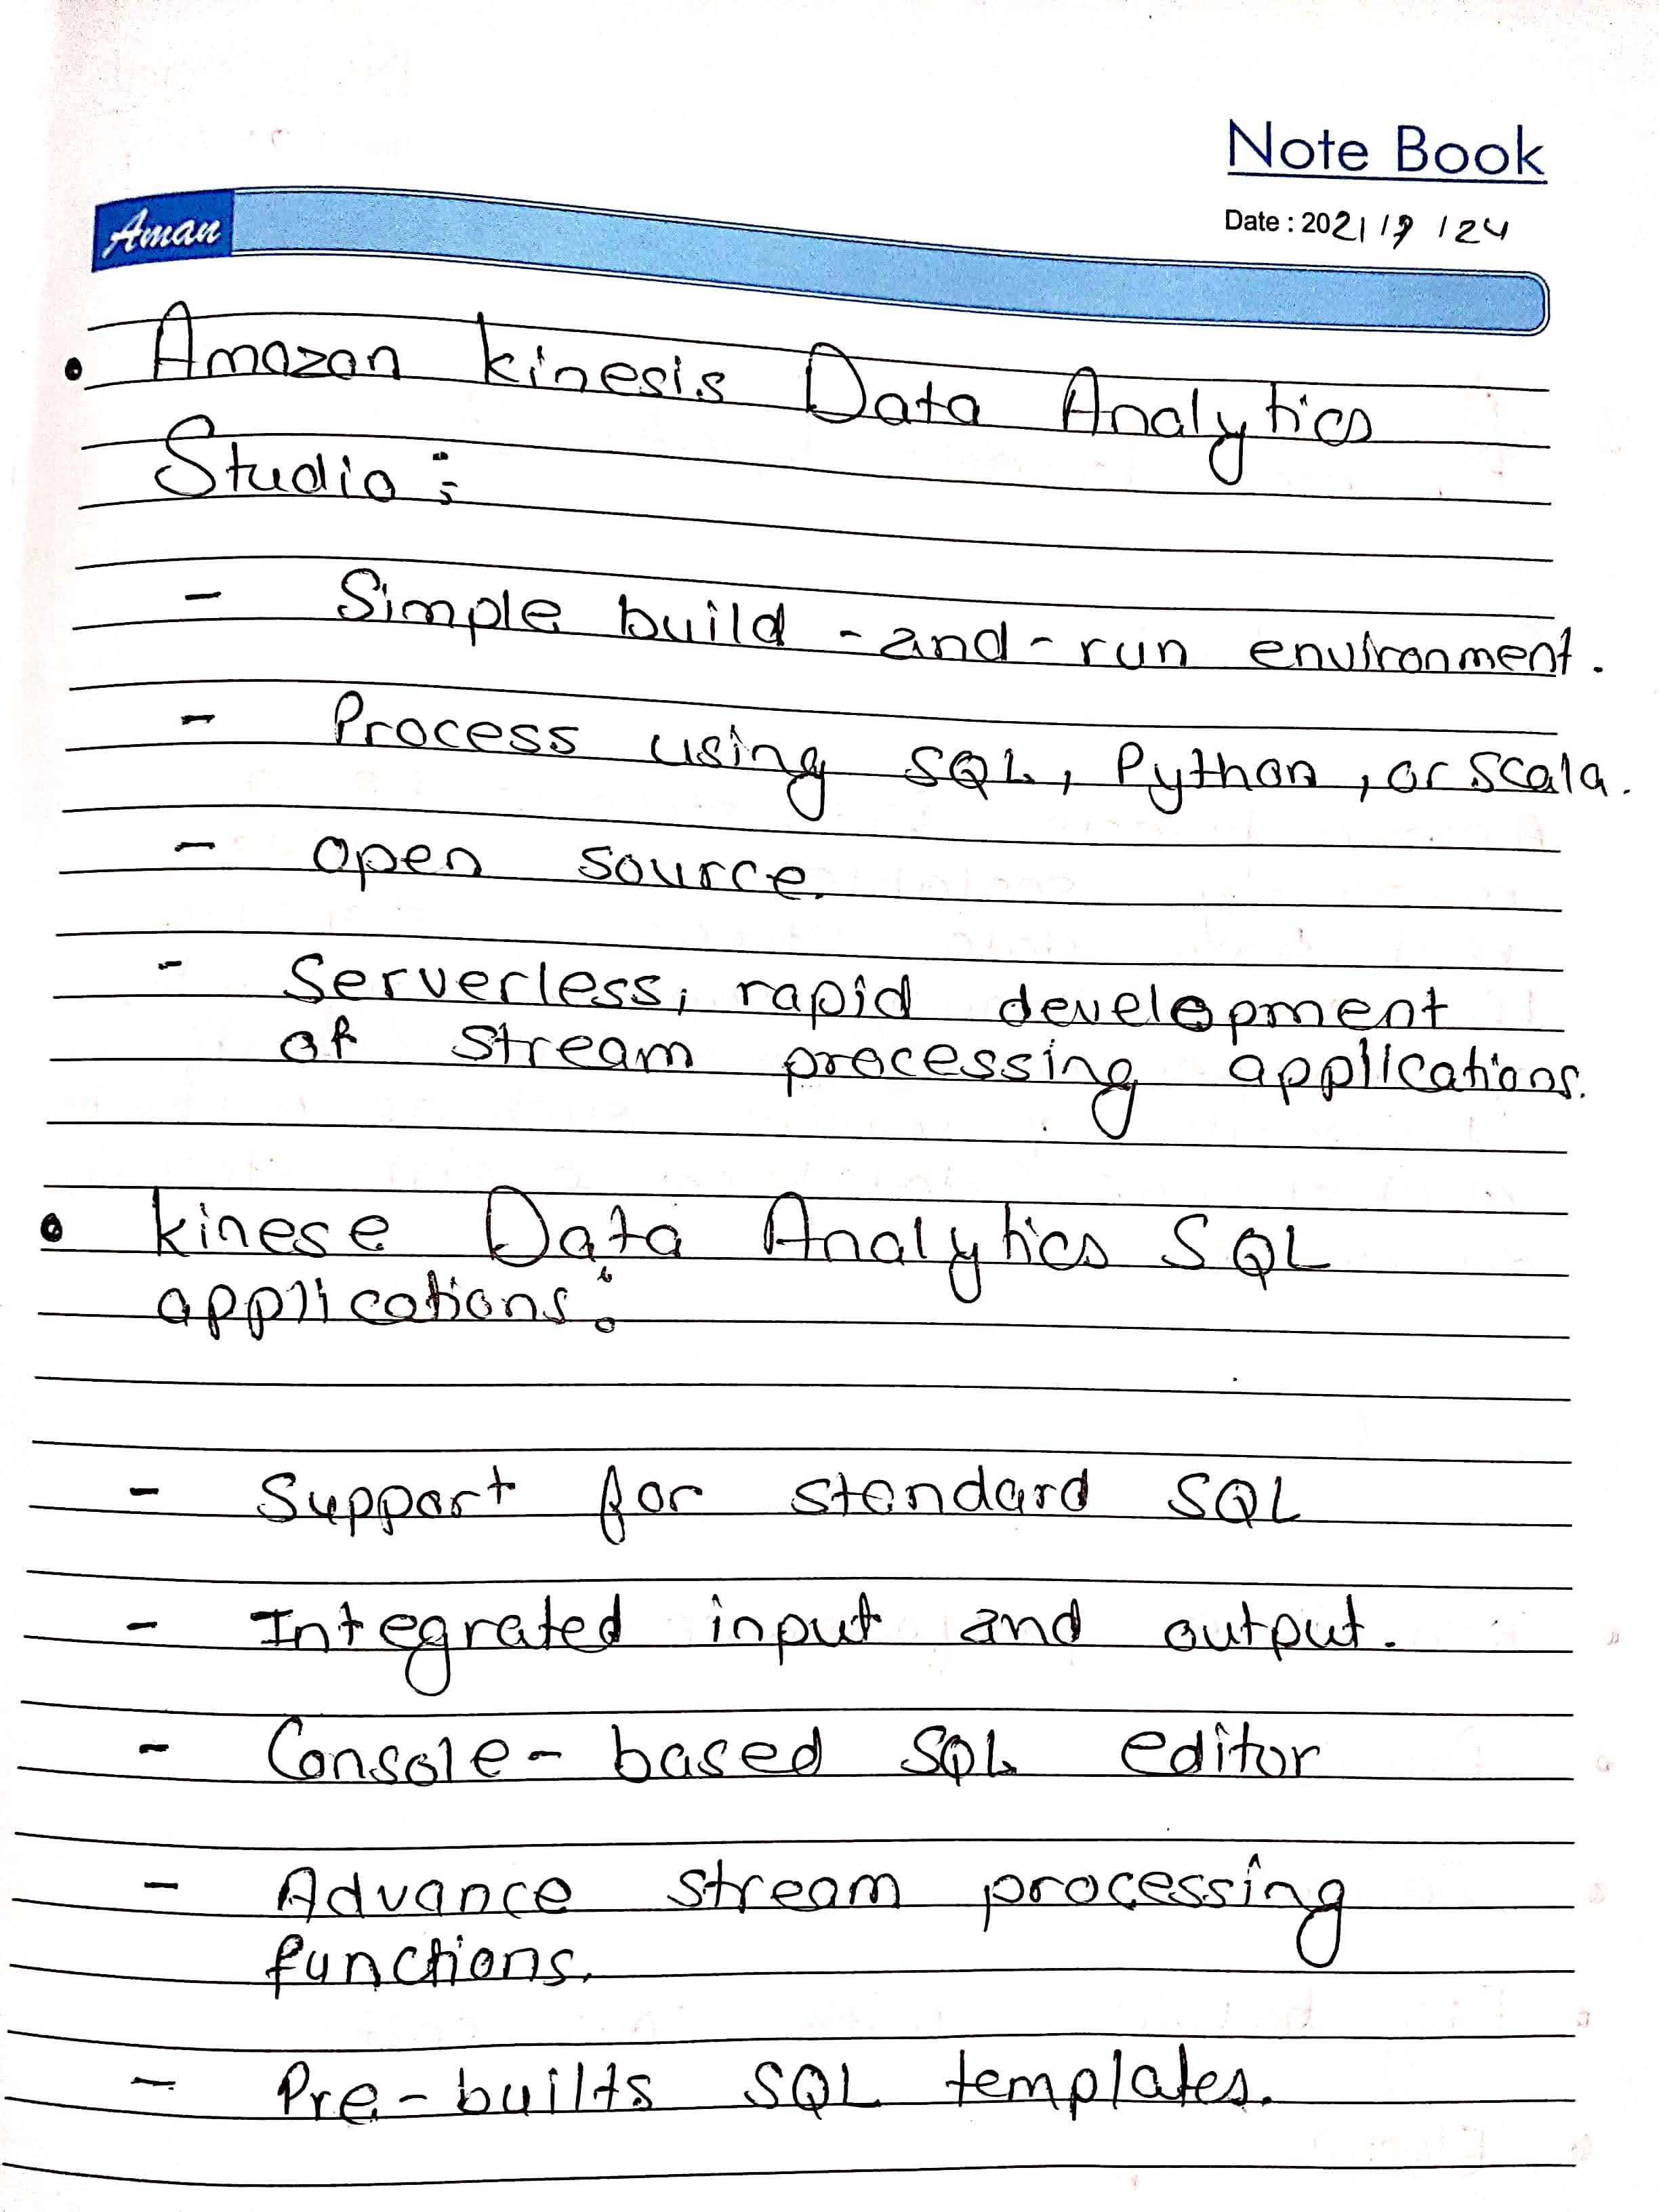 Note Book
Aman
Date : 2021 / 9 / 24
• Amazon kinesis Data Analytics
Studio :
- Simple build - and - run environment.
- Process using SQL, Python, or Scala.
- open source.
- Serverless; rapid development
of stream processing applications.
• kinese Data Analytics SQL
applications:
- Support for standard SQL
- Integrated input and output.
- Console - based SQL editor
- Advance stream processing
functions.
- Pre - builts SQL templates.